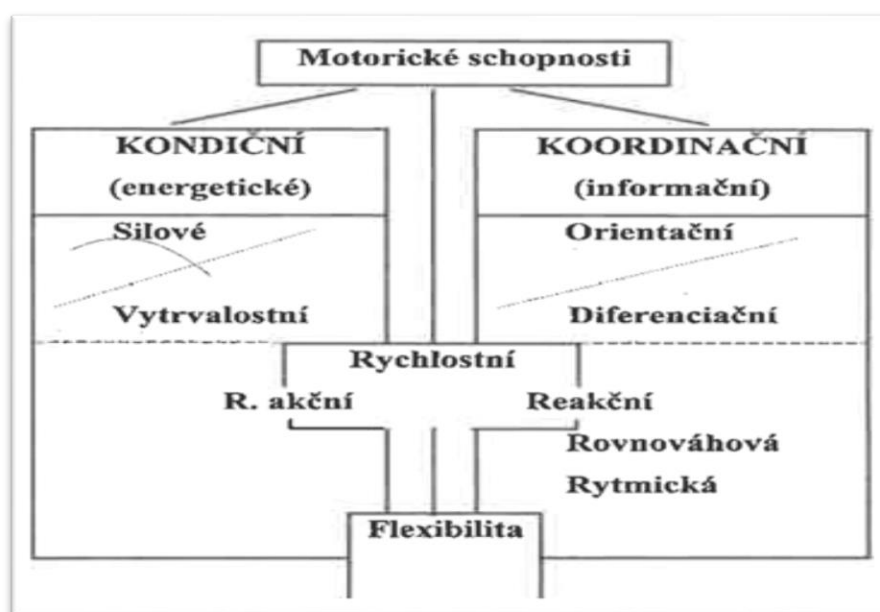 Motorické schopnosti
KONDIČNÍ
(energetické)
KOORDINAČNÍ
(informační)
Silové
Vytrvalostní
Orientační
Diferenciační
Rychlostní
R. akční
Reakční
Rovnováhová
Rytmická
Flexibilita